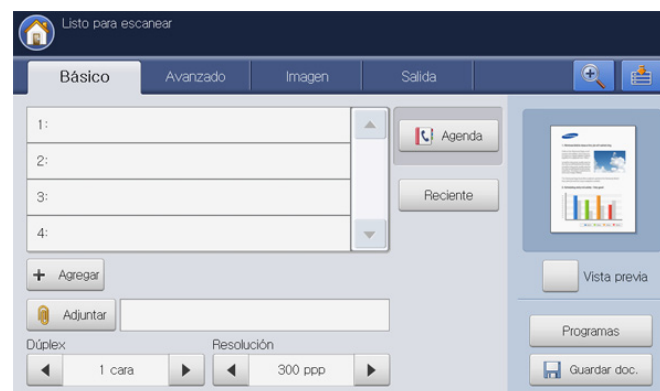 Listo para escanear
Básico Avanzado Imagen Salida
1:
Agenda
2:
3:
Reciente
4:
Agregar
Vista previa
Adjuntar
Dúplex Resolución
Programas
1 cara 300 ppp
Guardar doc.